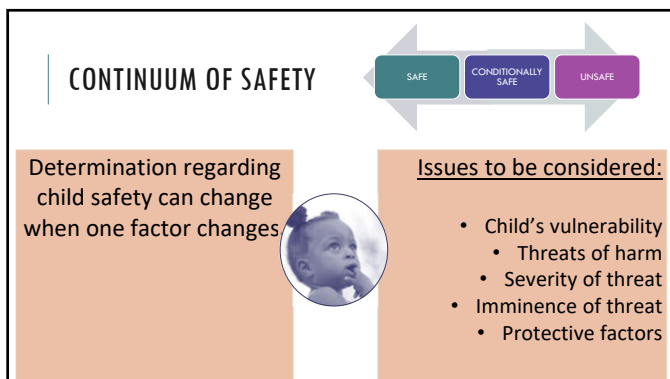 CONTINUUM OF SAFETY
SAFE
CONDITIONALLY
SAFE
UNSAFE
Determination regarding
child safety can change
when one factor changes.
Issues to be considered:
• Child’s vulnerability
• Threats of harm
• Severity of threat
• Imminence of threat
• Protective factors